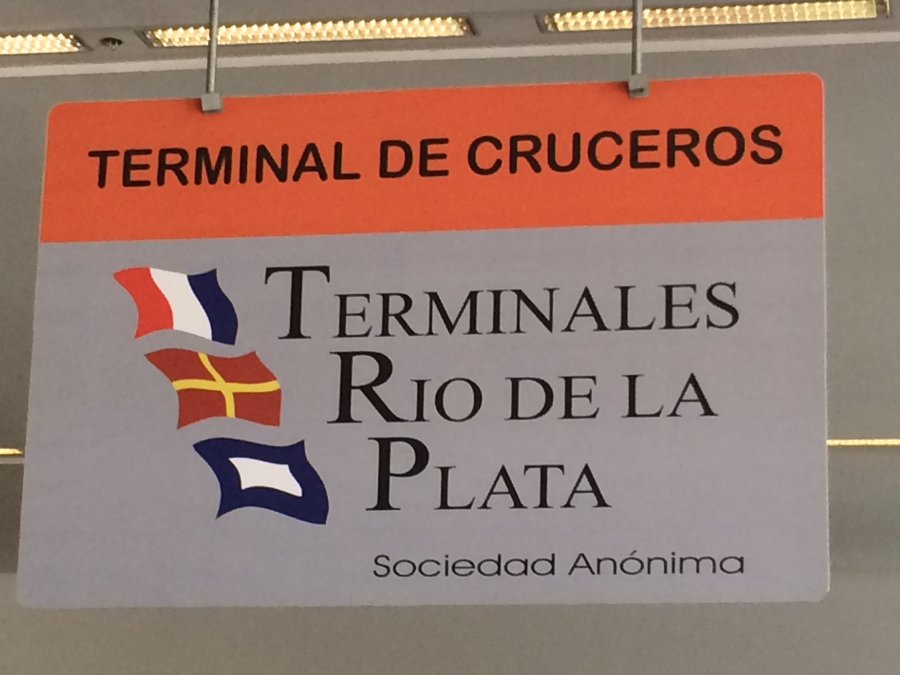 TERMINAL DE CRUCEROS
TERMINALES
RIO DE LA
PLATA
Sociedad Anónima